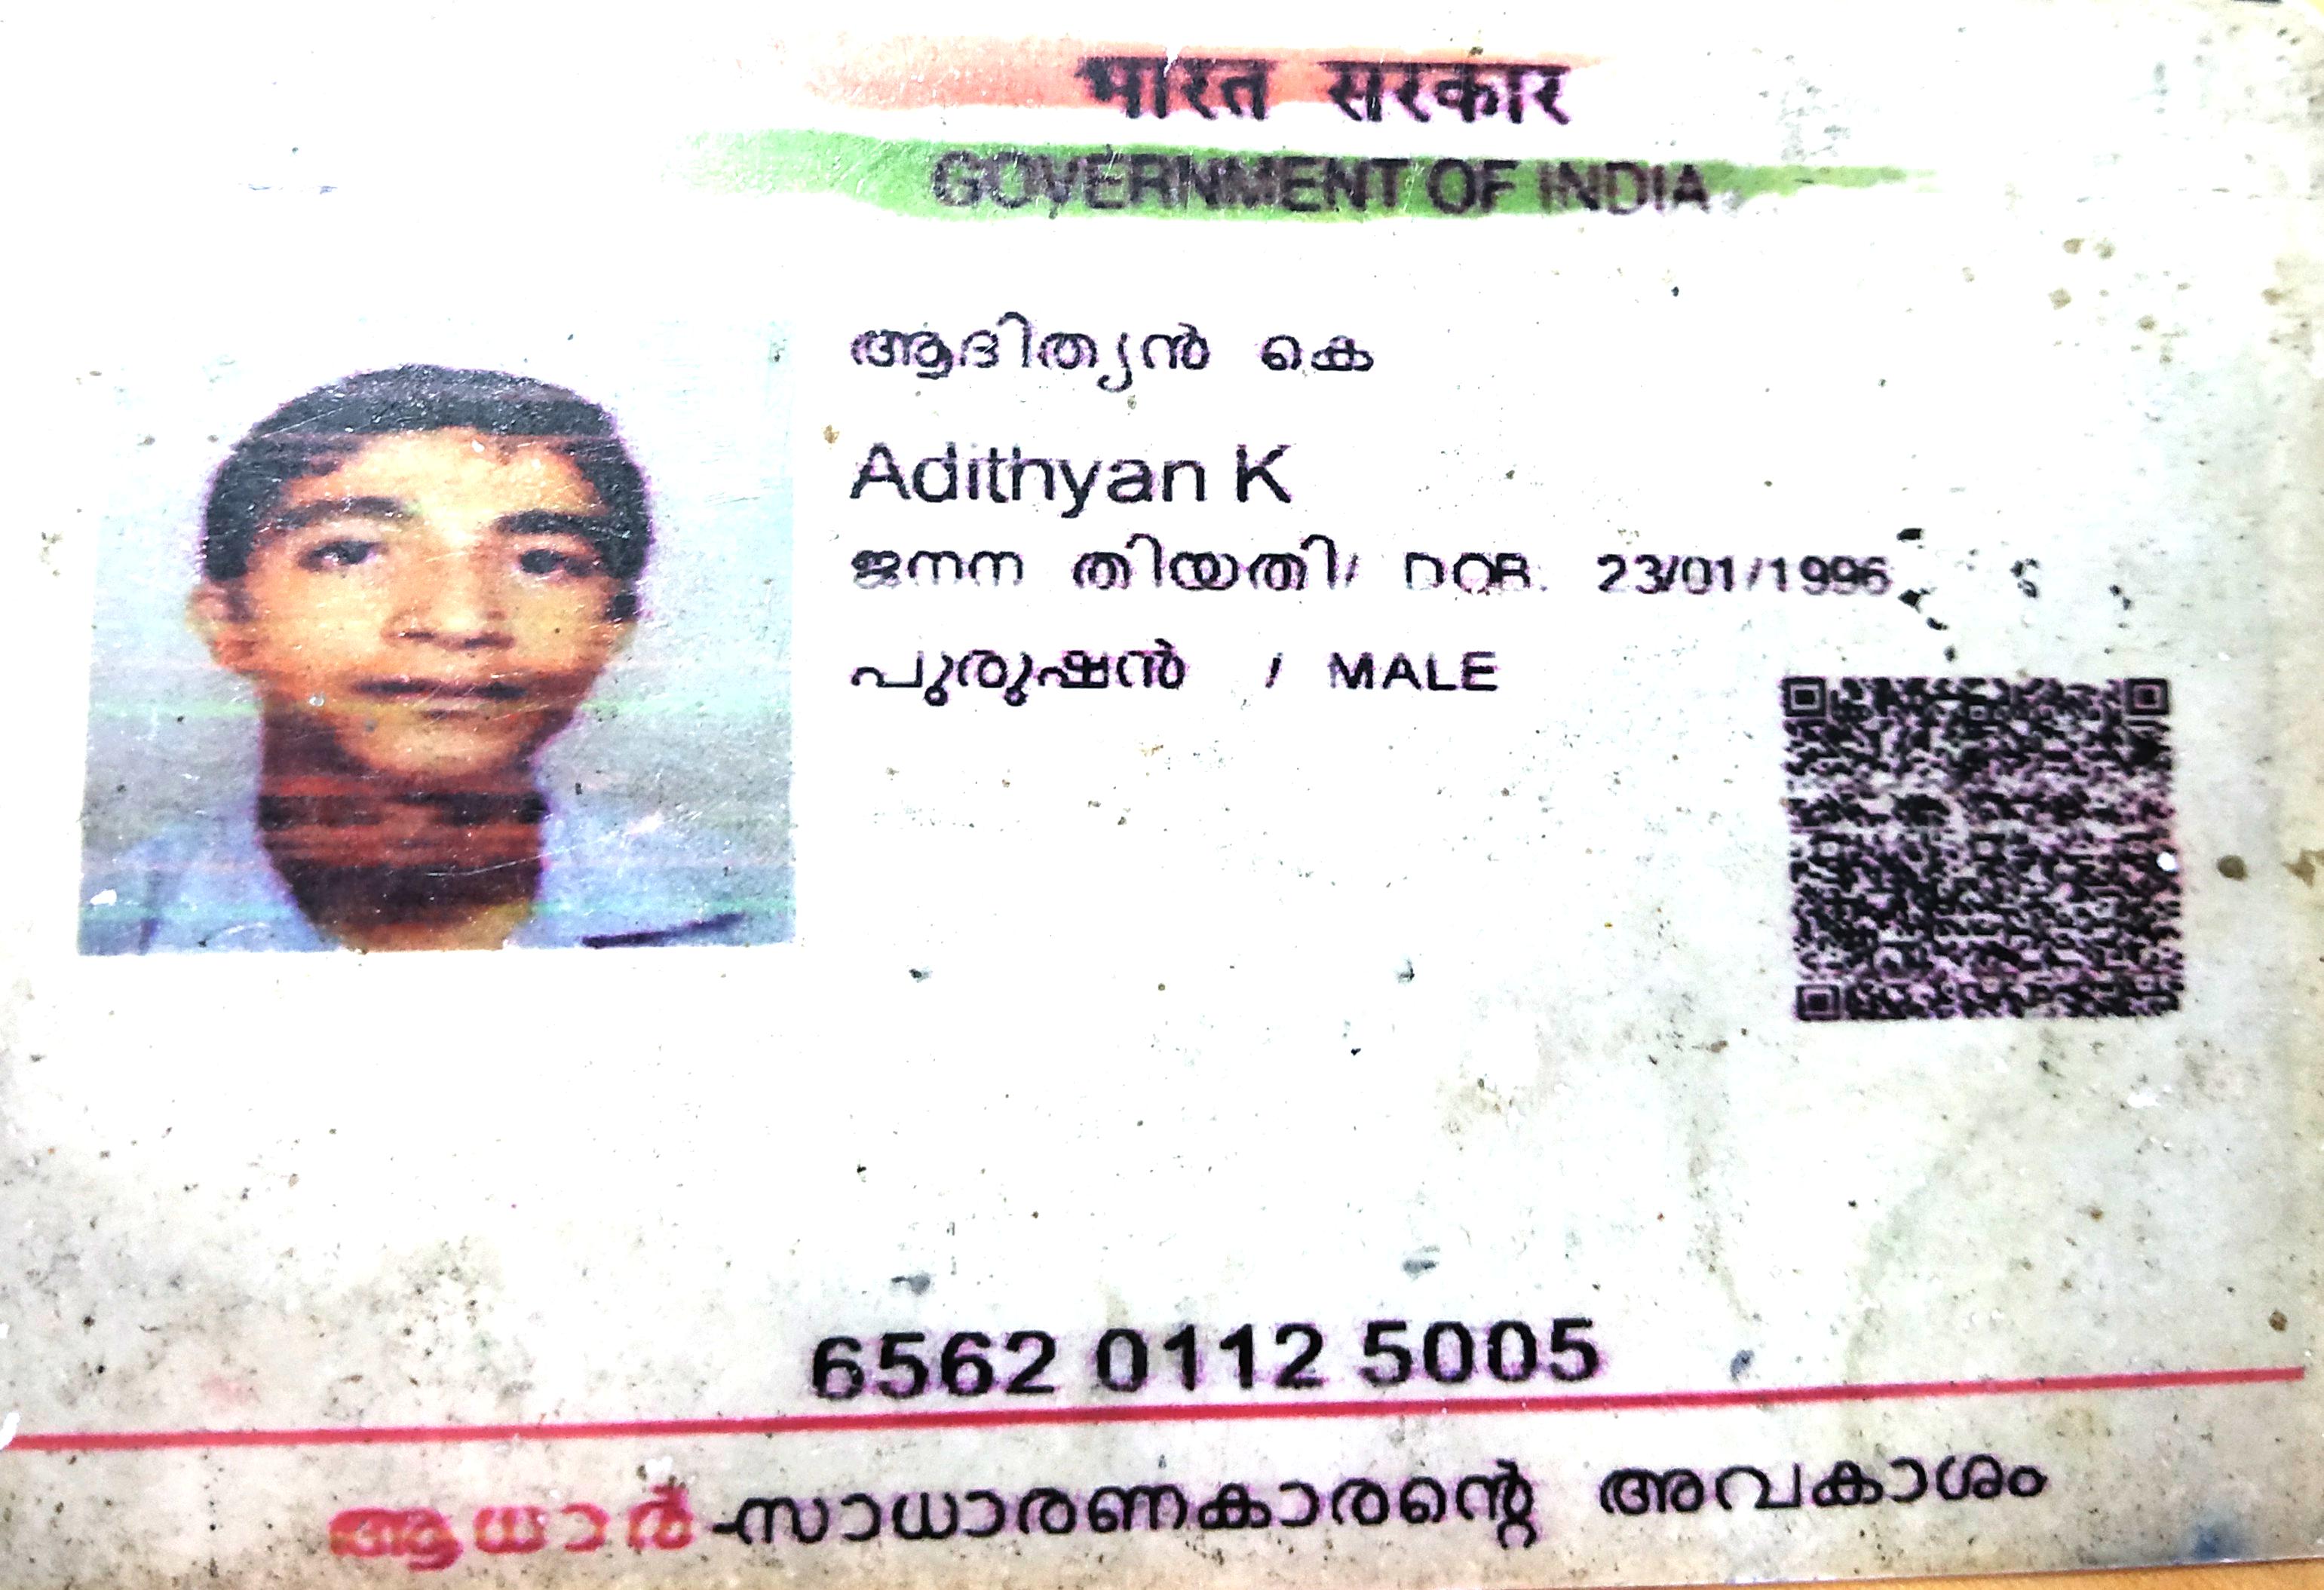 भारत सरकार
GOVERNMENT OF INDIA
ആദിത്യൻ കെ
Adithyan K
ജനന തിയതി/ DOB. 23/01/1996
പുരുഷൻ / MALE
6562 0112 5005
ആധാർ-സാധാരണകാരന്റെ അവകാശം